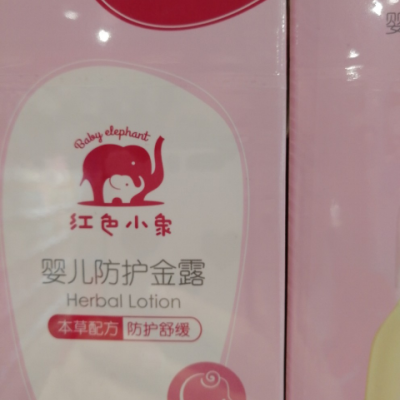 Baby elephant
红色小象
婴儿防护金露
Herbal Lotion
本草配方 防护舒缓
婴